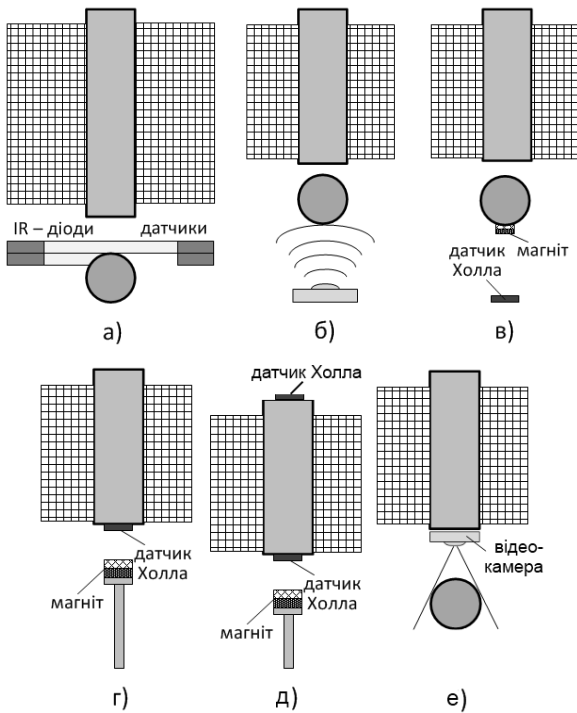 IR – діоди
датчики
а)
б)
датчик
Холла
магніт
в)
датчик
Холла
магніт
г)
датчик Холла
датчик
Холла
магніт
д)
відео-
камера
е)